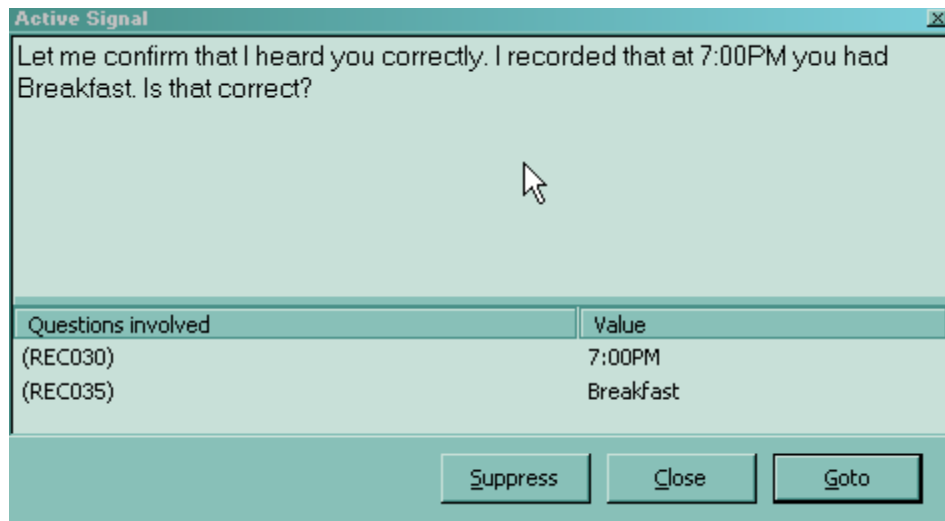 Active Signal
Let me confirm that I heard you correctly. I recorded that at 7:00PM you had
Breakfast. Is that correct?
Questions involved Value
(REC030) 7:00PM
(REC035) Breakfast
Suppress Close Goto